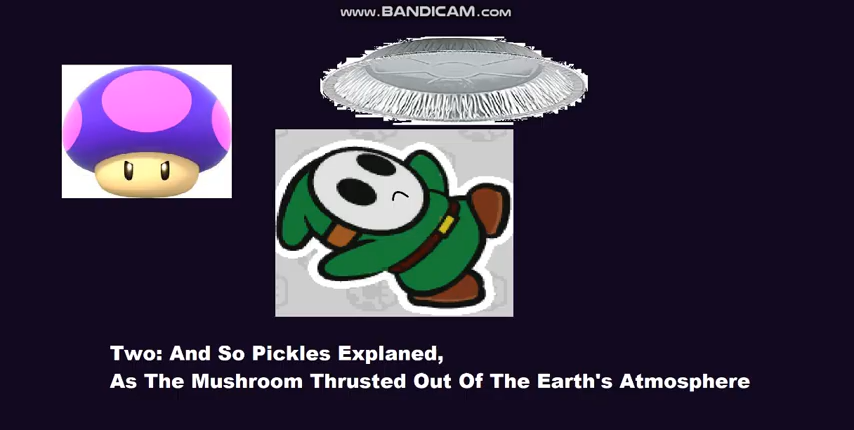 www.BANDICAM.com
Two: And So Pickles Explaned,
As The Mushroom Thrusted Out Of The Earth's Atmosphere